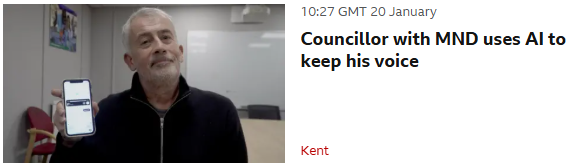 10:27 GMT 20 January
Councillor with MND uses AI to
keep his voice
Kent